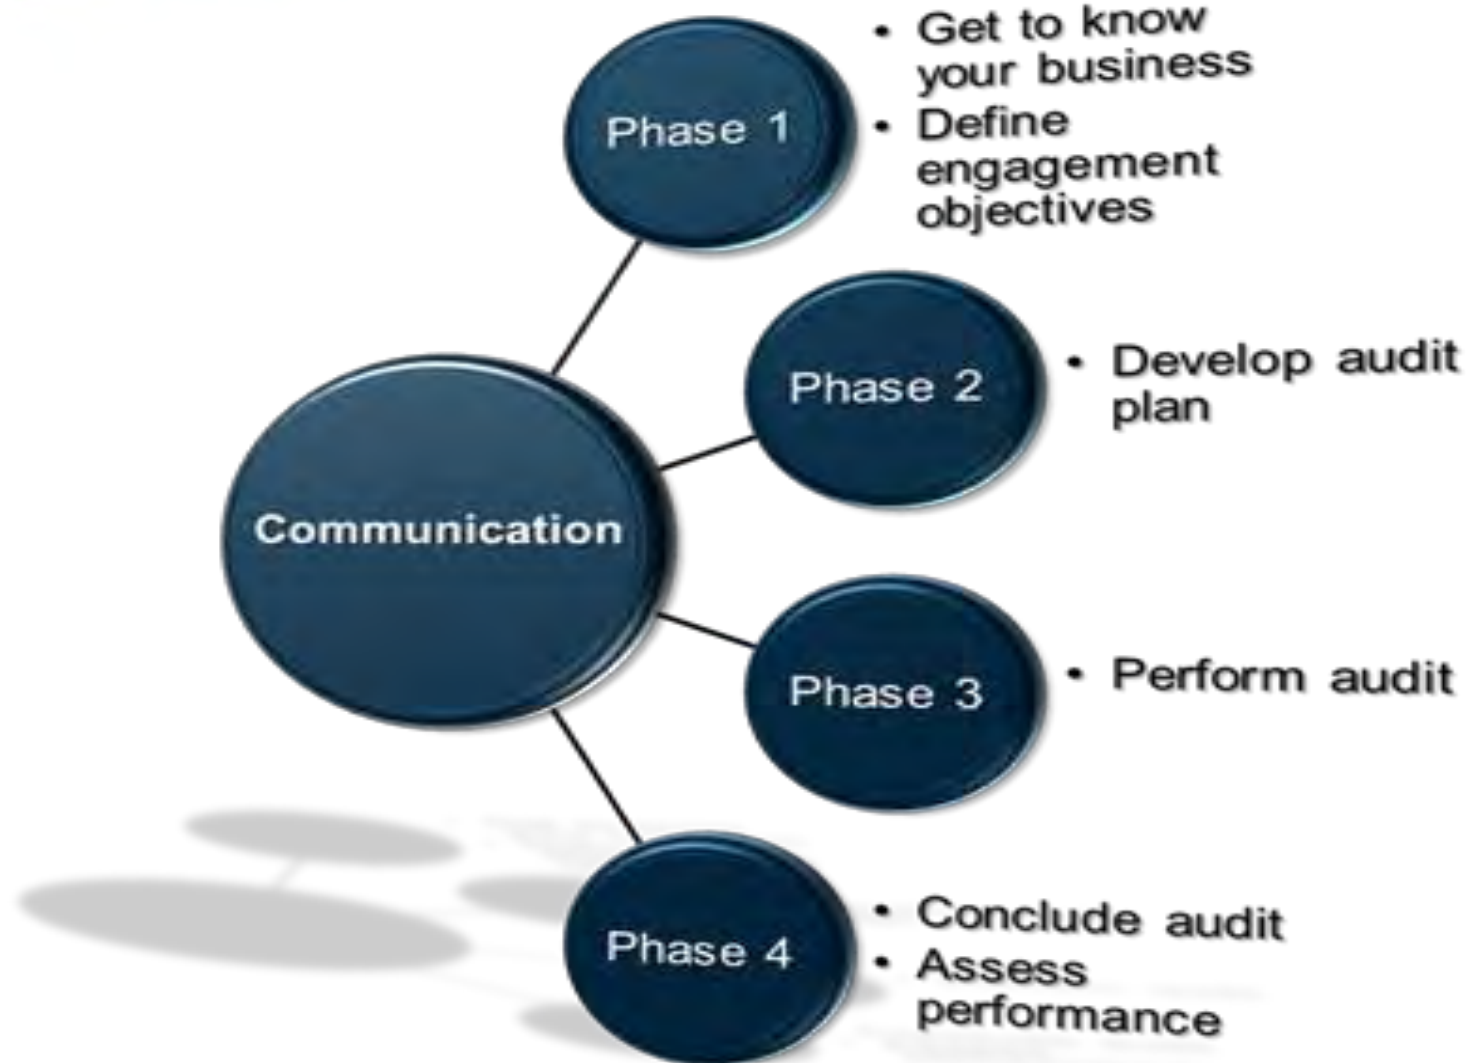 Phase 1
• Get to know
your business
• Define
engagement
objectives
Phase 2
• Develop audit
plan
Communication
Phase 3
• Perform audit
Phase 4
• Conclude audit
• Assess
performance